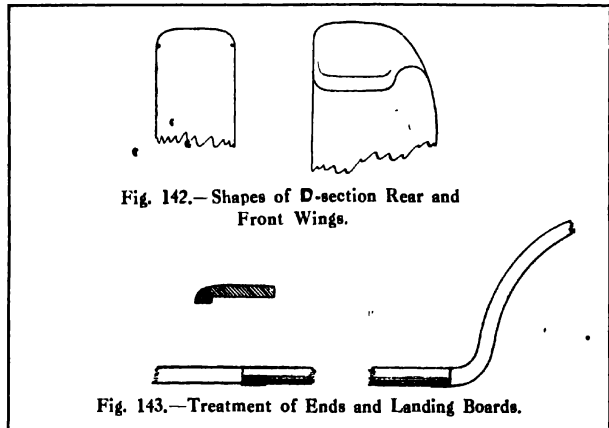 Fig. 142.—Shapes of D-section Rear and
Front Wings.
Fig. 143.—Treatment of Ends and Landing Boards.